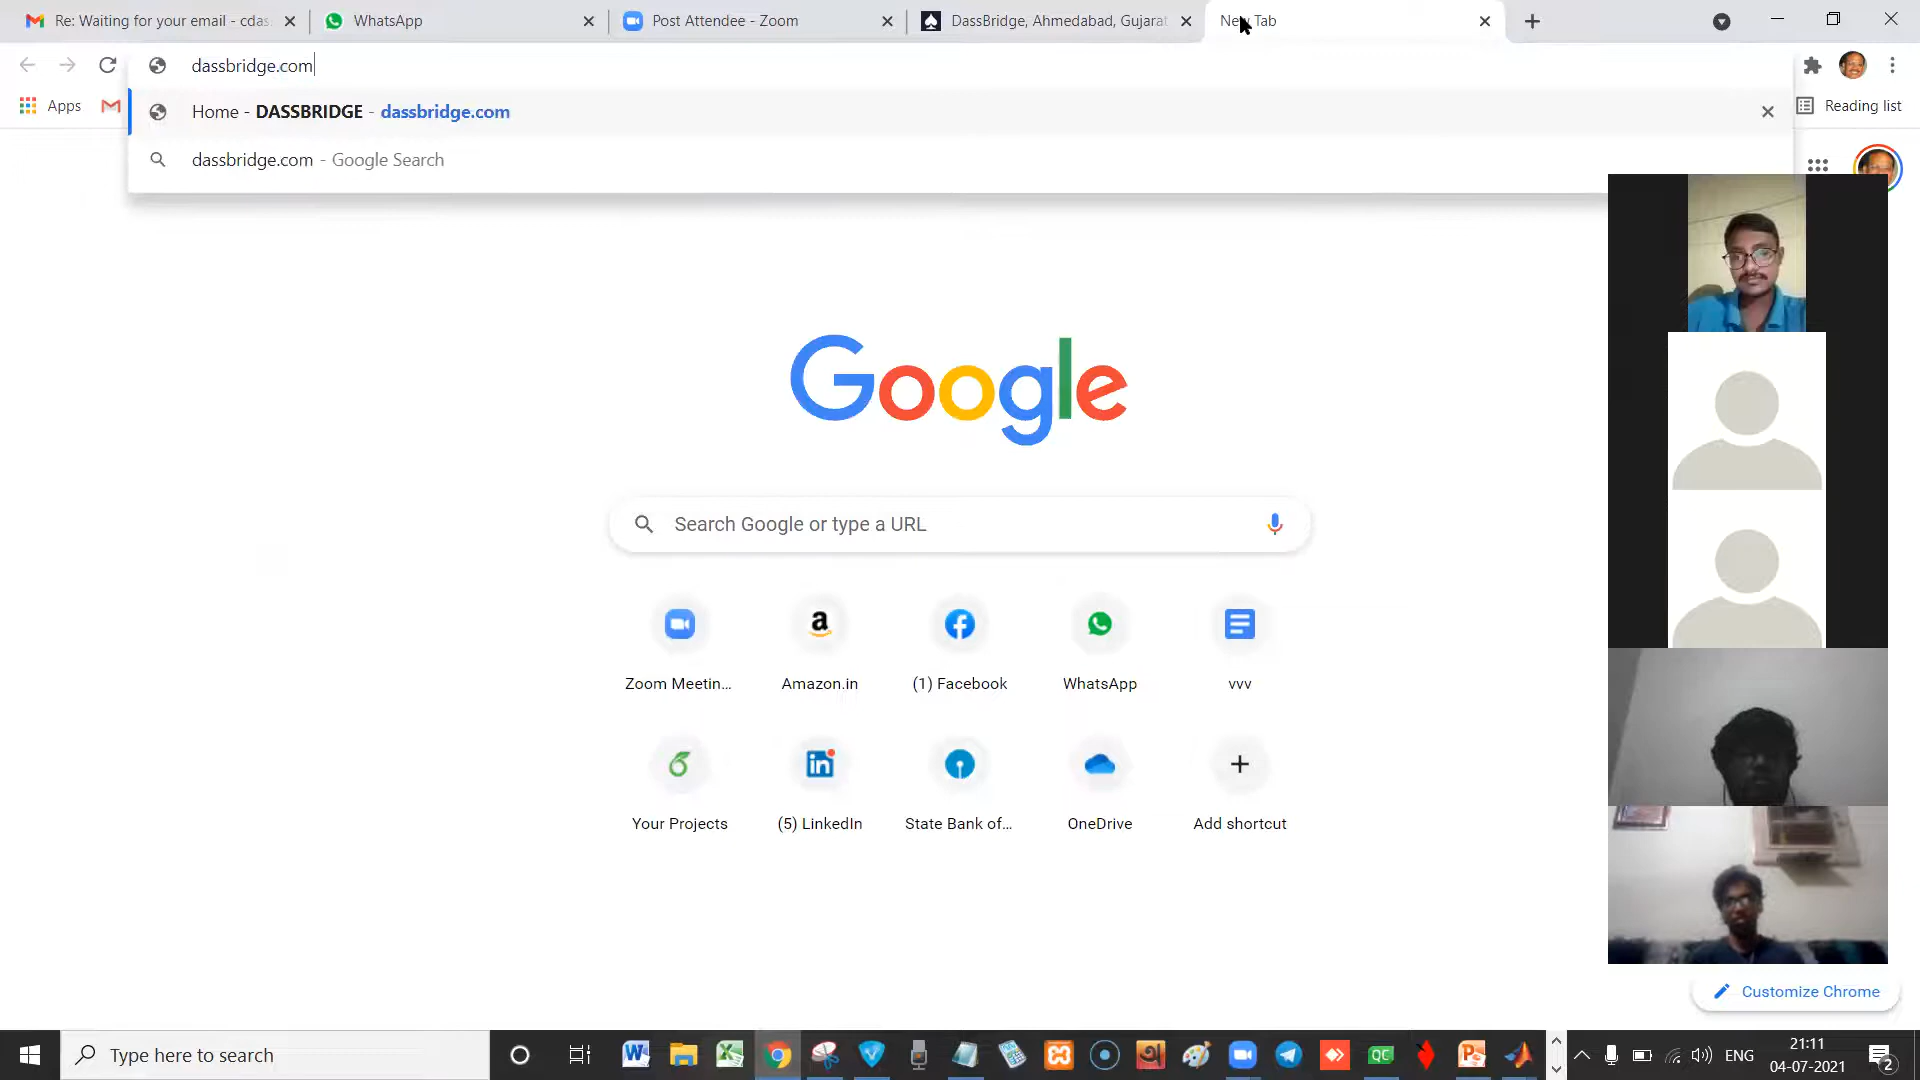 Re: Waiting for your email - cdas
WhatsApp
Post Attendee - Zoom
DassBridge, Ahmedabad, Gujarat
New Tab
dassbridge.com
Apps
Home - DASSBRIDGE - dassbridge.com
Reading list
dassbridge.com - Google Search
Google
Search Google or type a URL
Zoom Meetin...
Amazon.in
(1) Facebook
WhatsApp
vvv
Your Projects
(5) LinkedIn
State Bank of...
OneDrive
Add shortcut
Customize Chrome
Type here to search
ENG
21:11
04-07-2021
2